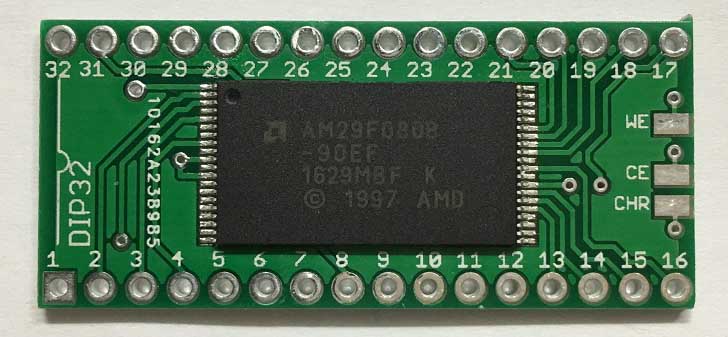 32 31 30 29 28 27 26 25 24 23 22 21 20 19 18 17
10162A238985
DIP32
AM29F080B
-90EF
1629MBF K
© 1997 AMD
WE
CE
CHR
1 2 3 4 5 6 7 8 9 10 11 12 13 14 15 16